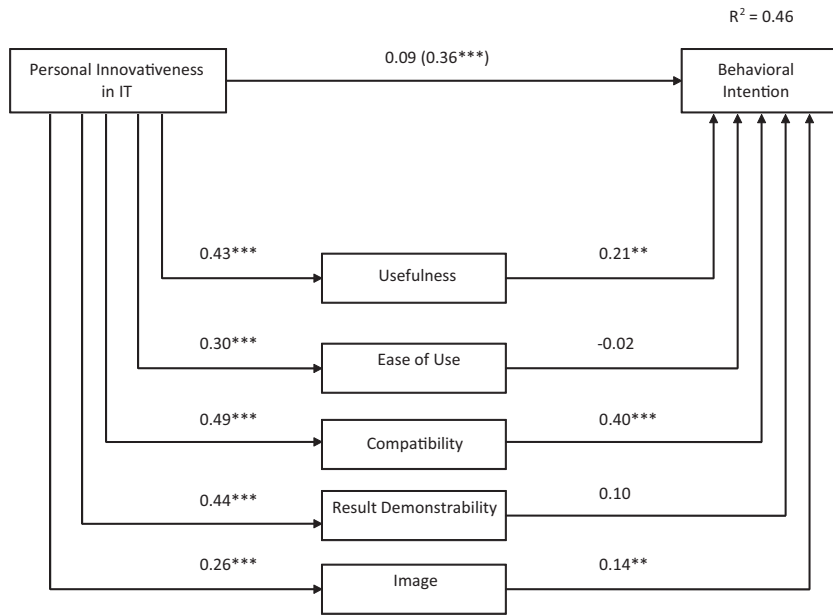 R² = 0.46
Personal Innovativeness
in IT
0.09 (0.36***)
Behavioral
Intention
0.43***
Usefulness
0.21**
0.30***
Ease of Use
-0.02
0.49***
Compatibility
0.40***
0.44***
Result Demonstrability
0.10
0.26***
Image
0.14**